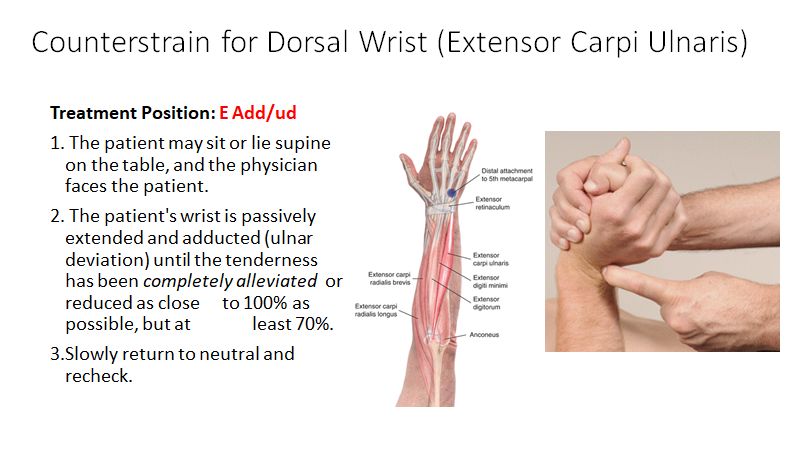 Counterstrain for Dorsal Wrist (Extensor Carpi Ulnaris)
Treatment Position: E Add/ud
1. The patient may sit or lie supine
on the table, and the physician
faces the patient.
2. The patient's wrist is passively
extended and adducted (ulnar
deviation) until the tenderness
has been completely alleviated or
reduced as close to 100% as
possible, but at least 70%.
3.Slowly return to neutral and
recheck.
Distal attachment
to 5th metacarpal
Extensor
retinaculum
Extensor
carpi ulnaris
Extensor carpi
radialis brevis
Extensor
digiti minimi
Extensor
digitorum
Extensor carpi
radialis longus
Anconeus